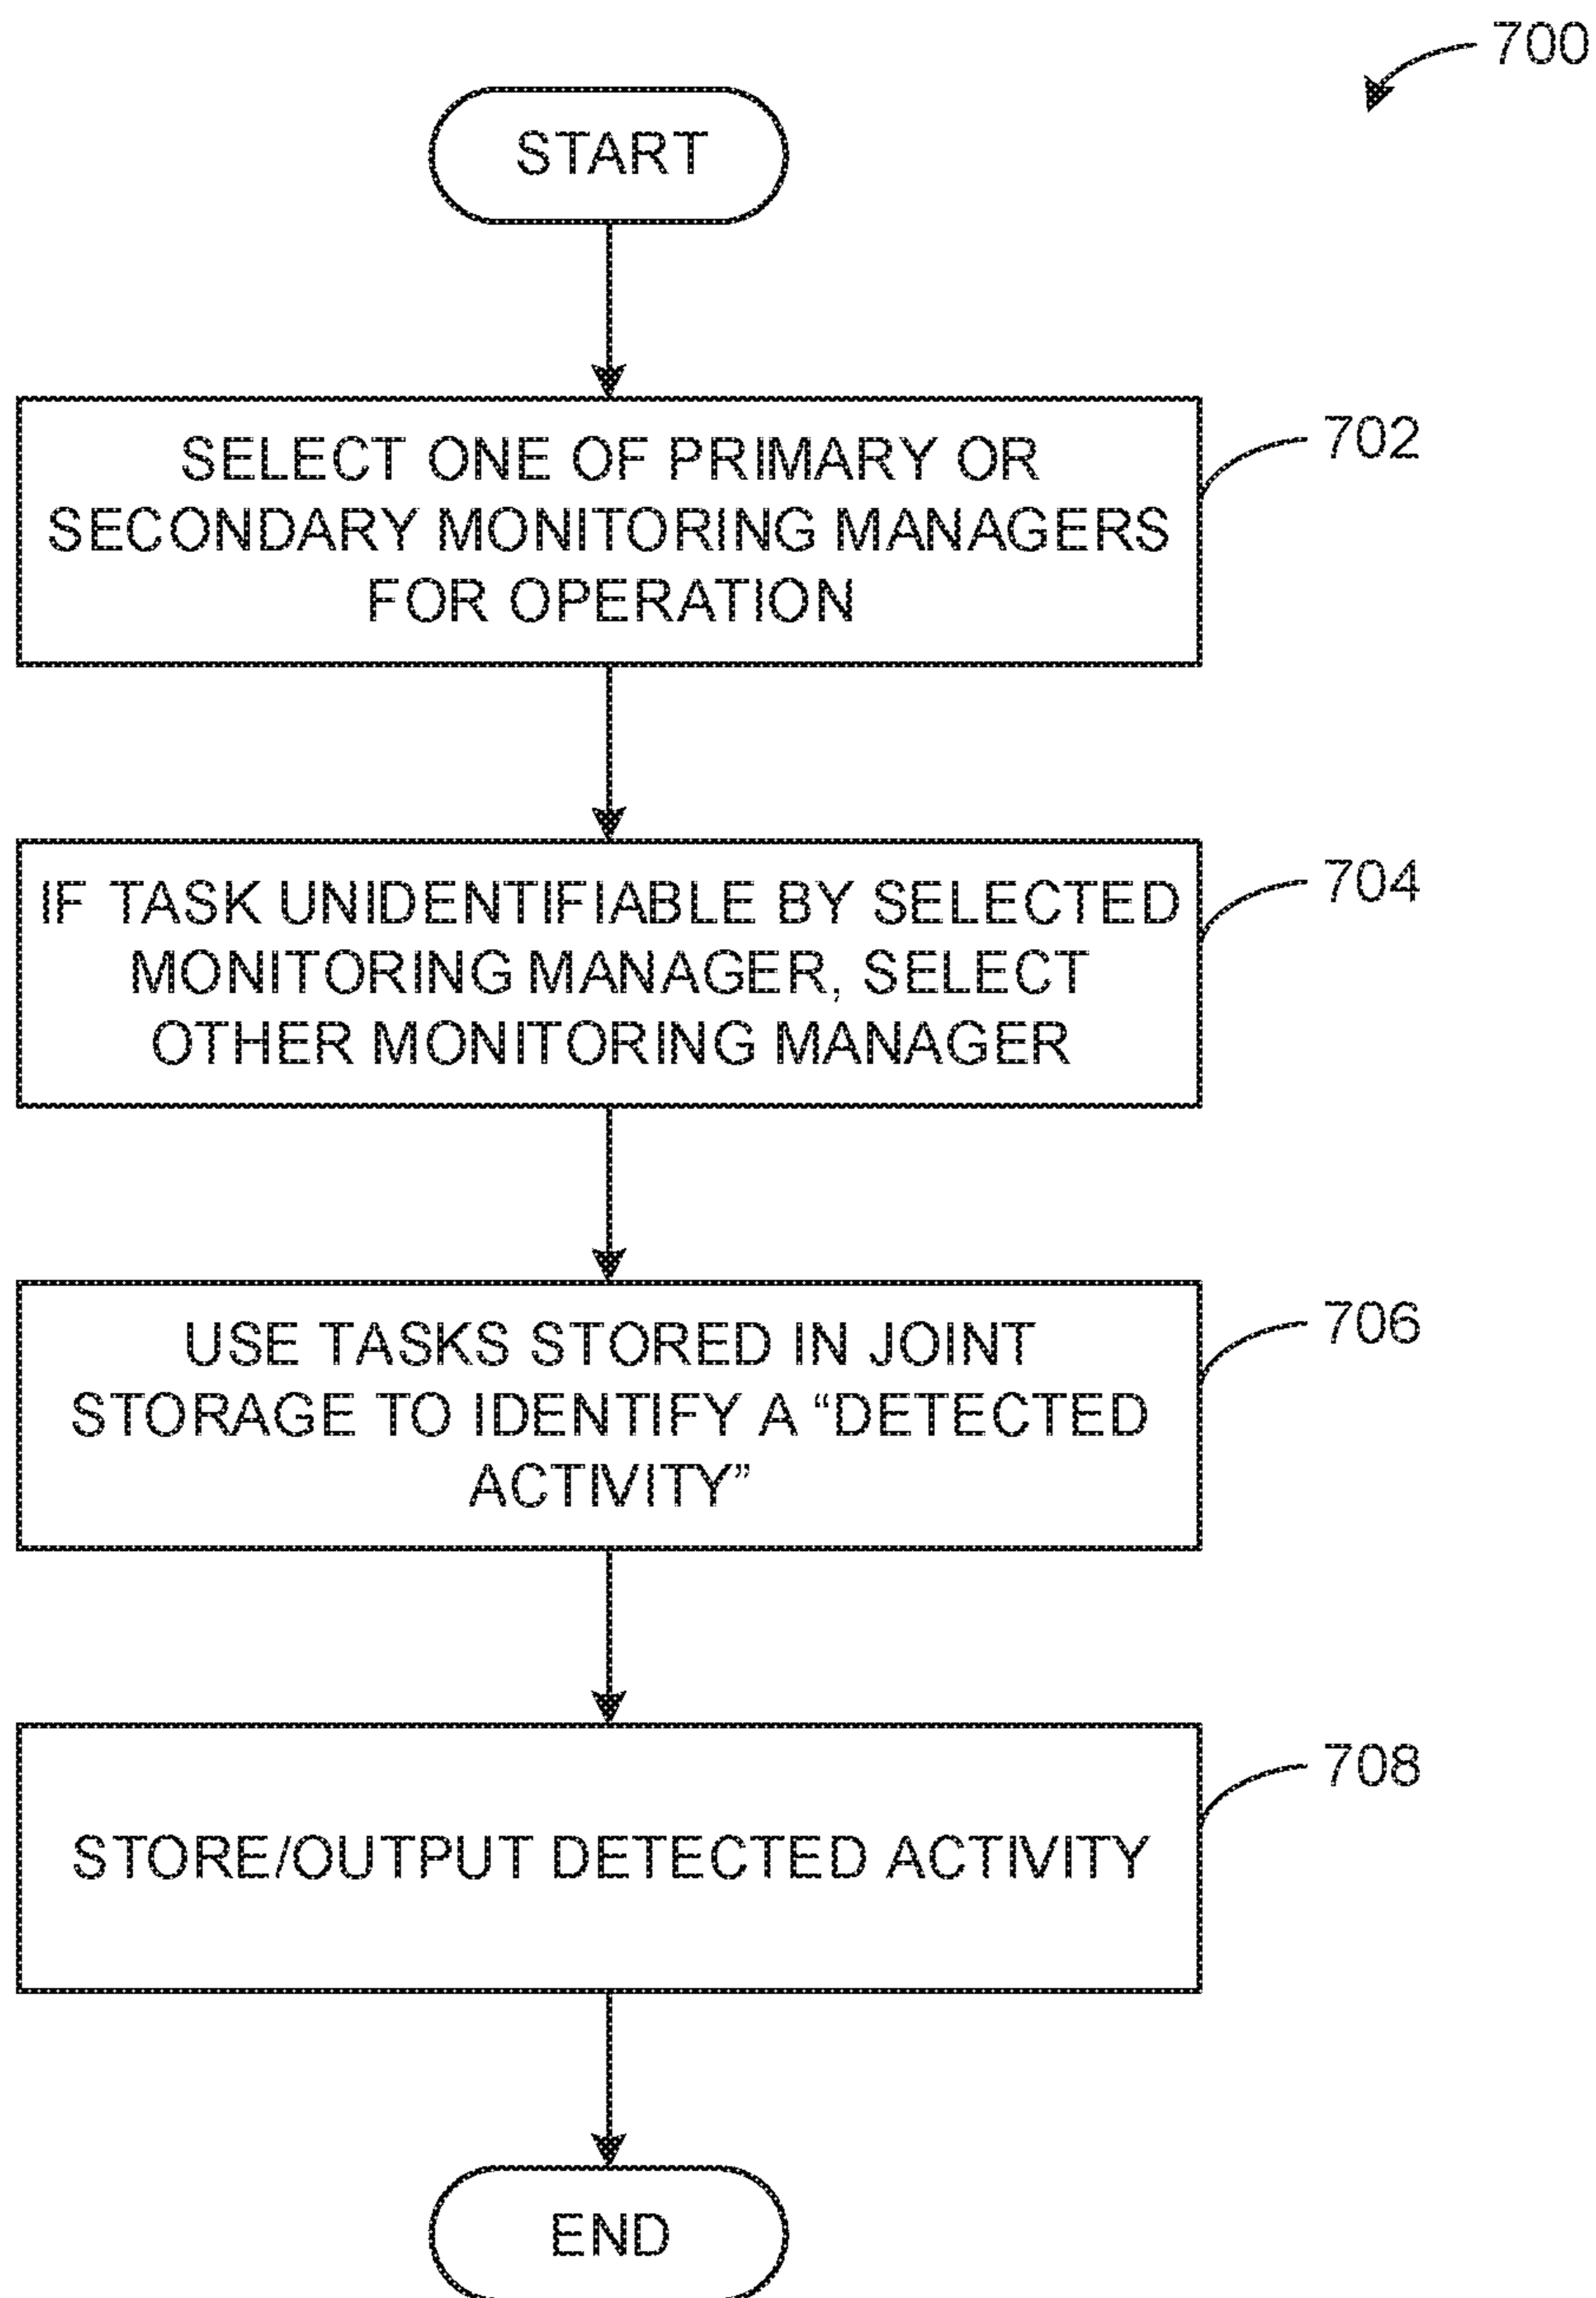 700
START
SELECT ONE OF PRIMARY OR
SECONDARY MONITORING MANAGERS
FOR OPERATION
702
IF TASK UNIDENTIFIABLE BY SELECTED
MONITORING MANAGER, SELECT
OTHER MONITORING MANAGER
704
USE TASKS STORED IN JOINT
STORAGE TO IDENTIFY A “DETECTED
ACTIVITY”
706
STORE/OUTPUT DETECTED ACTIVITY
708
END